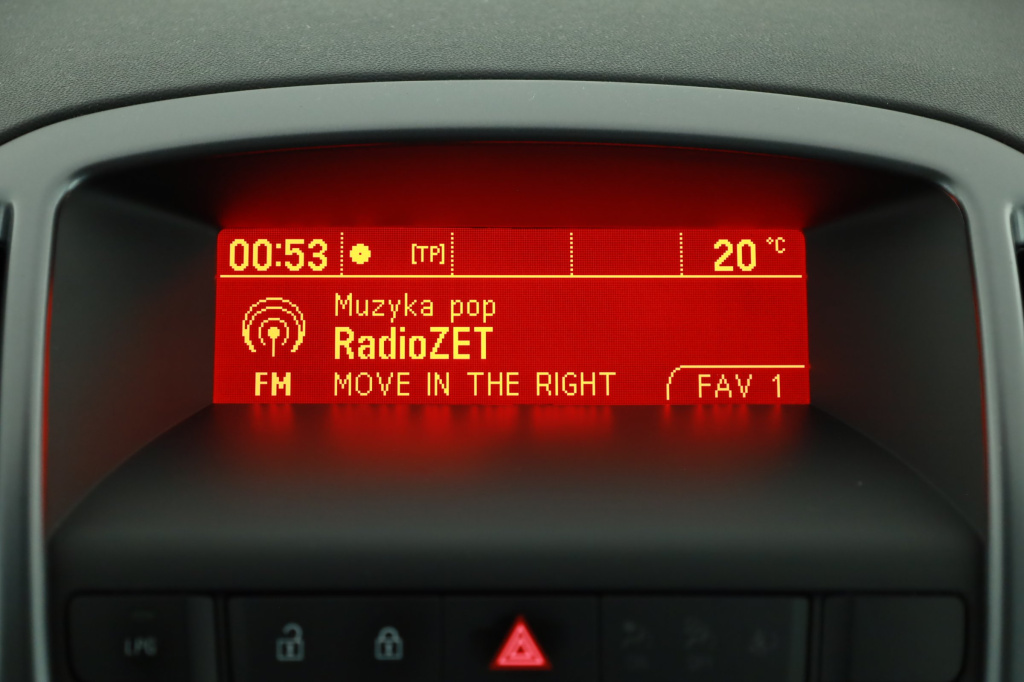 00:53 [TP] 20 °C
Muzyka pop
RadioZET
FM MOVE IN THE RIGHT FAV 1
LPG